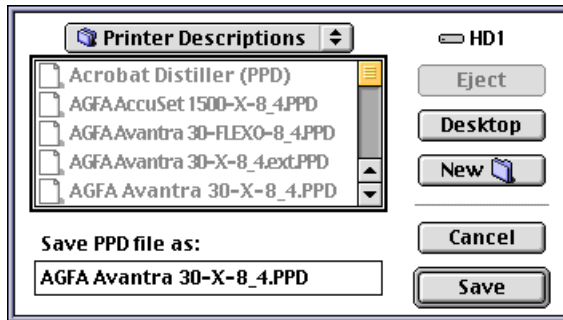 Printer Descriptions
HD1
Acrobat Distiller (PPD)
AGFA AccuSet 1500-X-8_4.PPD
AGFA Avantra 30-FLEXO-8_4.PPD
AGFA Avantra 30-X-8_4.ext.PPD
AGFA Avantra 30-X-8_4.PPD
Eject
Desktop
New
Save PPD file as:
AGFA Avantra 30-X-8_4.PPD
Cancel
Save